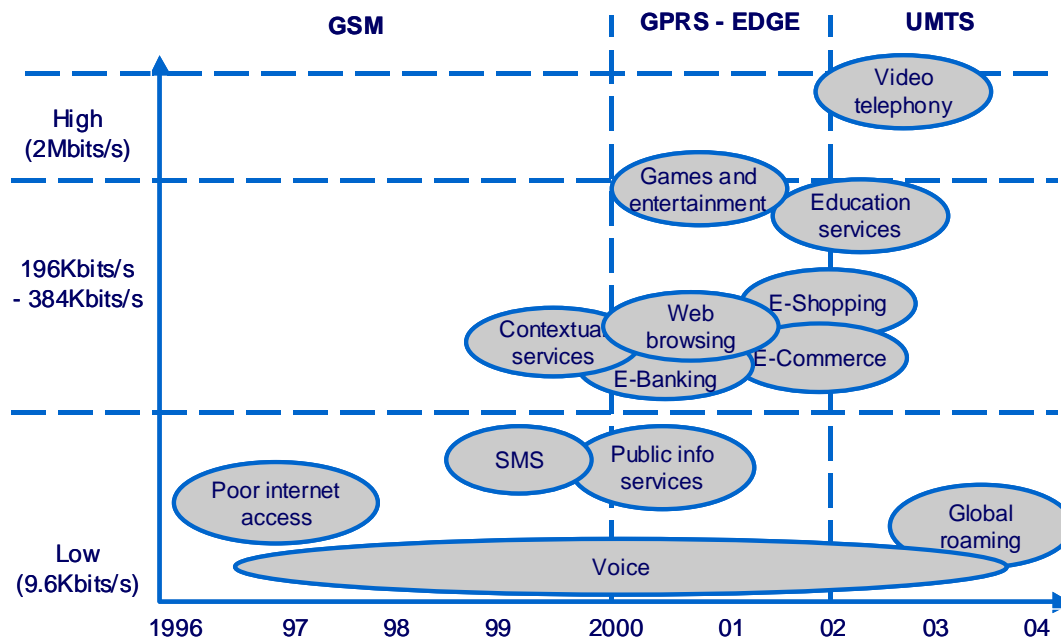 GSM
GPRS - EDGE
UMTS
High
(2Mbits/s)
196Kbits/s
- 384Kbits/s
Low
(9.6Kbits/s)
Video
telephony
Games and
entertainment
Education
services
E-Shopping
Web
browsing
Contextual
services
E-Commerce
E-Banking
SMS
Public info
services
Poor internet
access
Global
roaming
Voice
1996 97 98 99 2000 01 02 03 04